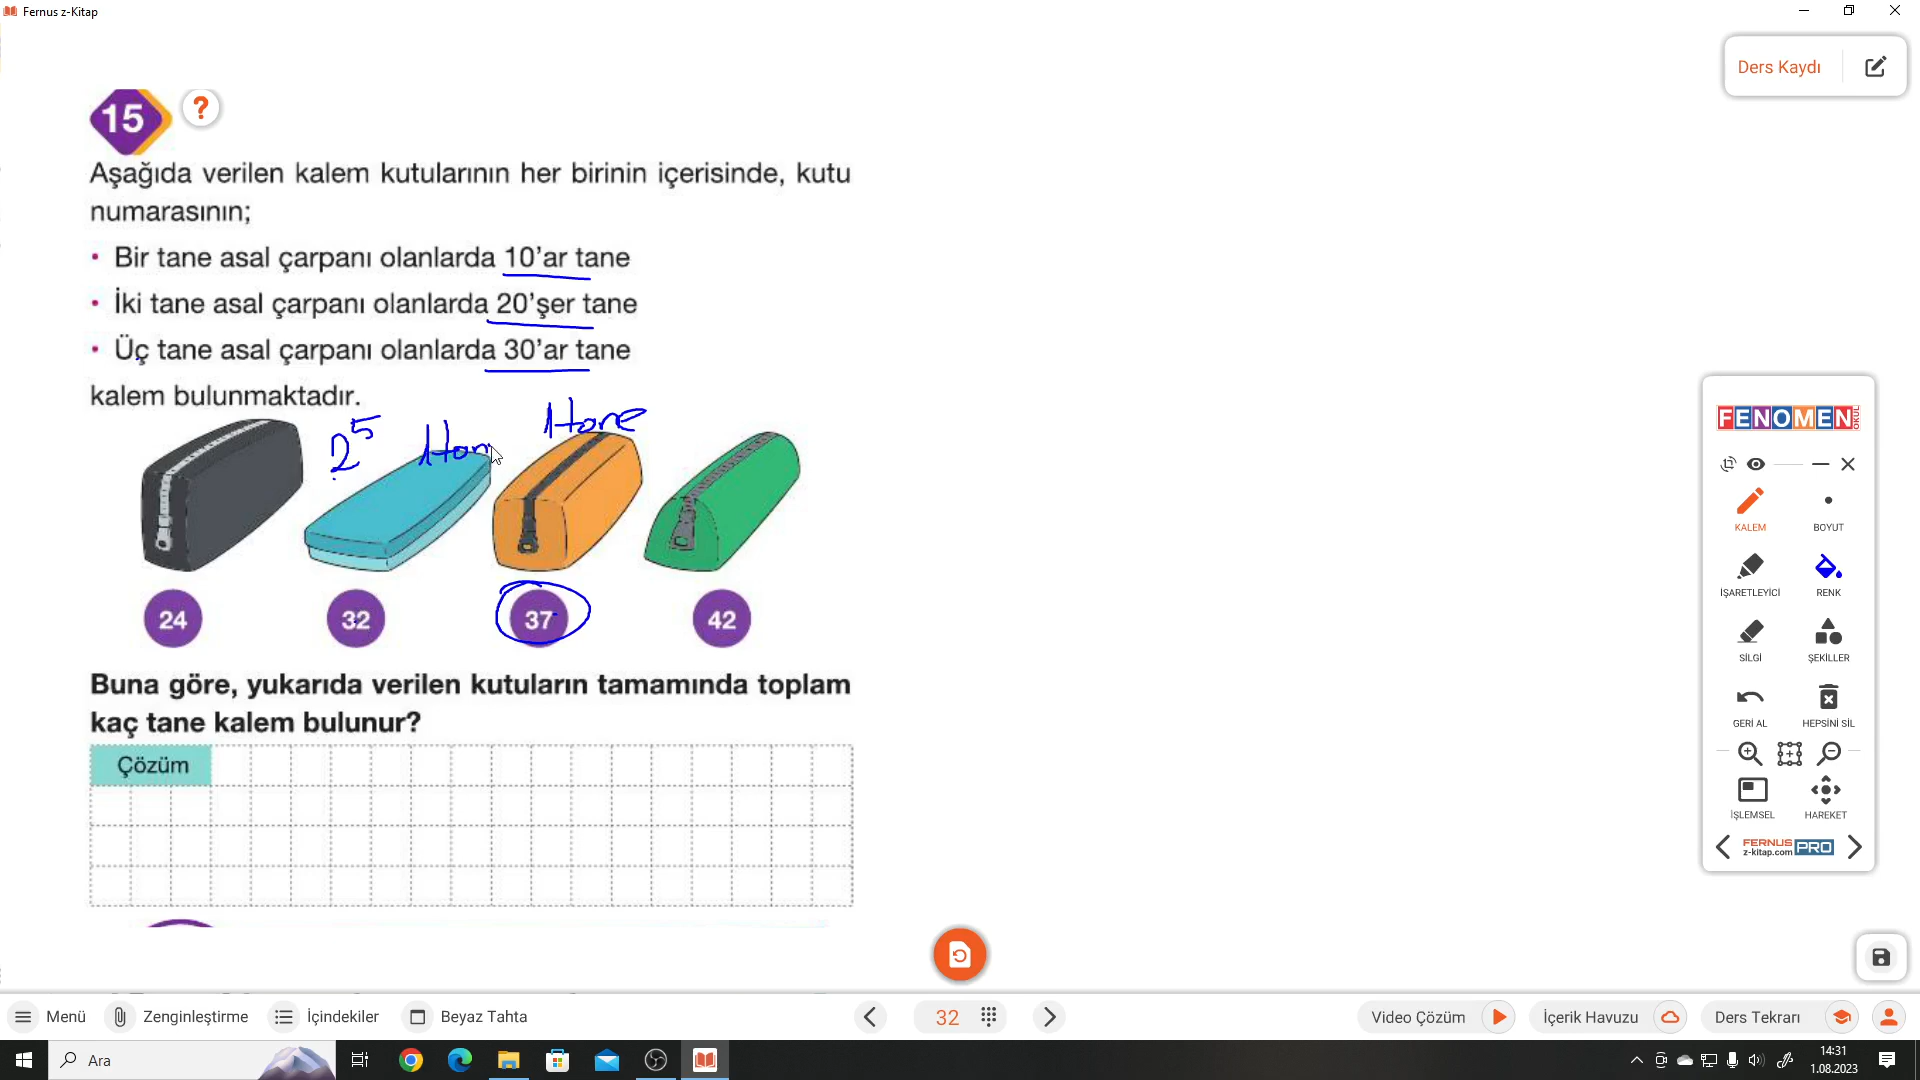 Fernus z-Kitap
Ders Kaydı
15 ?
Aşağıda verilen kalem kutularının her birinin içerisinde, kutu
numarasının;
• Bir tane asal çarpanı olanlarda 10'ar tane
• İki tane asal çarpanı olanlarda 20'şer tane
• Üç tane asal çarpanı olanlarda 30'ar tane
kalem bulunmaktadır.
2⁵ 1 tane
24 32 37 42
Buna göre, yukarıda verilen kutuların tamamında toplam
kaç tane kalem bulunur?
Çözüm
FENOMEN OKUL
KALEM BOYUT
İŞARETLEYİCİ RENK
SİLGİ ŞEKİLLER
GERİ AL HEPSİNİ SİL
İŞLEMSEL HAREKET
FERNUS
z-kitap.com PRO
Menü Zenginleştirme İçindekiler Beyaz Tahta 32 Video Çözüm İçerik Havuzu Ders Tekrarı
Ara
14:31
1.08.2023